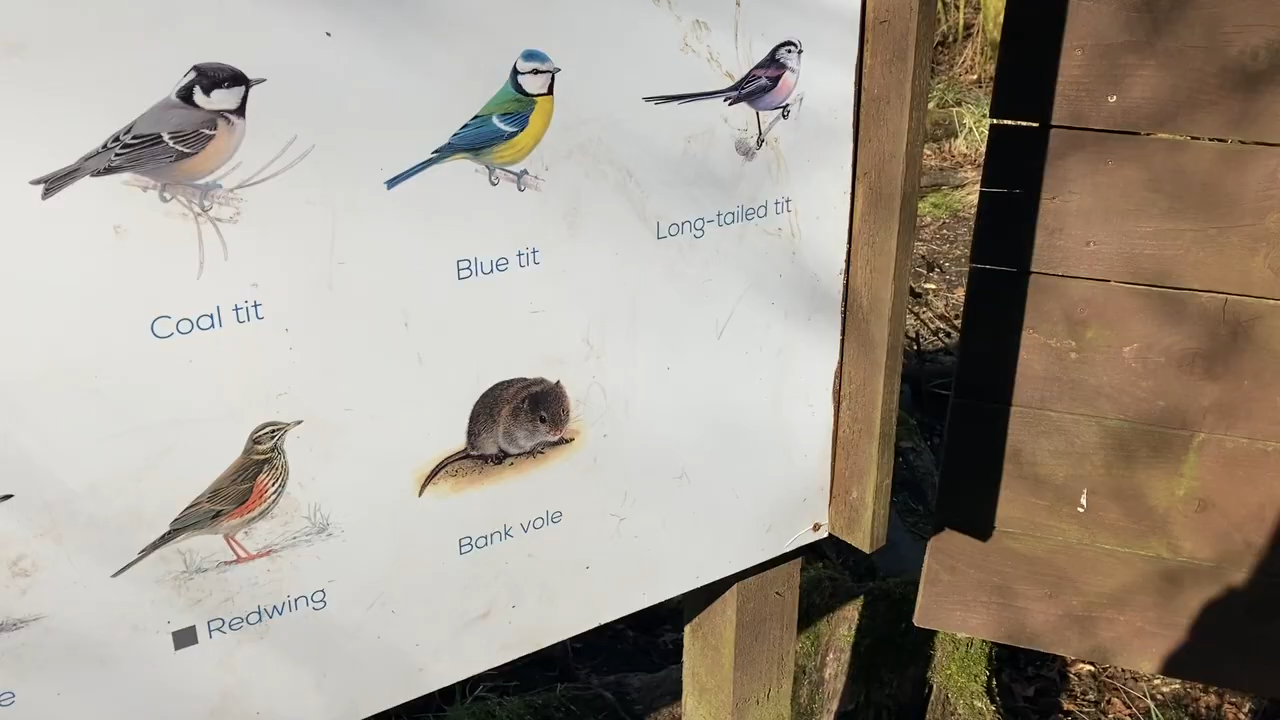 Coal tit
Blue tit
Long-tailed tit
Redwing
Bank vole